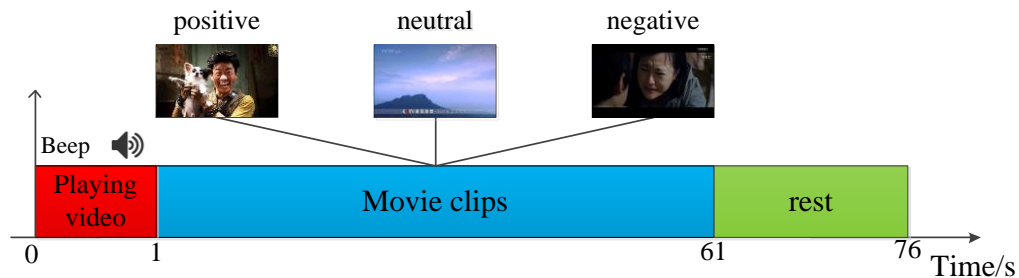 positive
neutral
negative
Beep
Playing
video
Movie clips
rest
0
1
61
76
Time/s